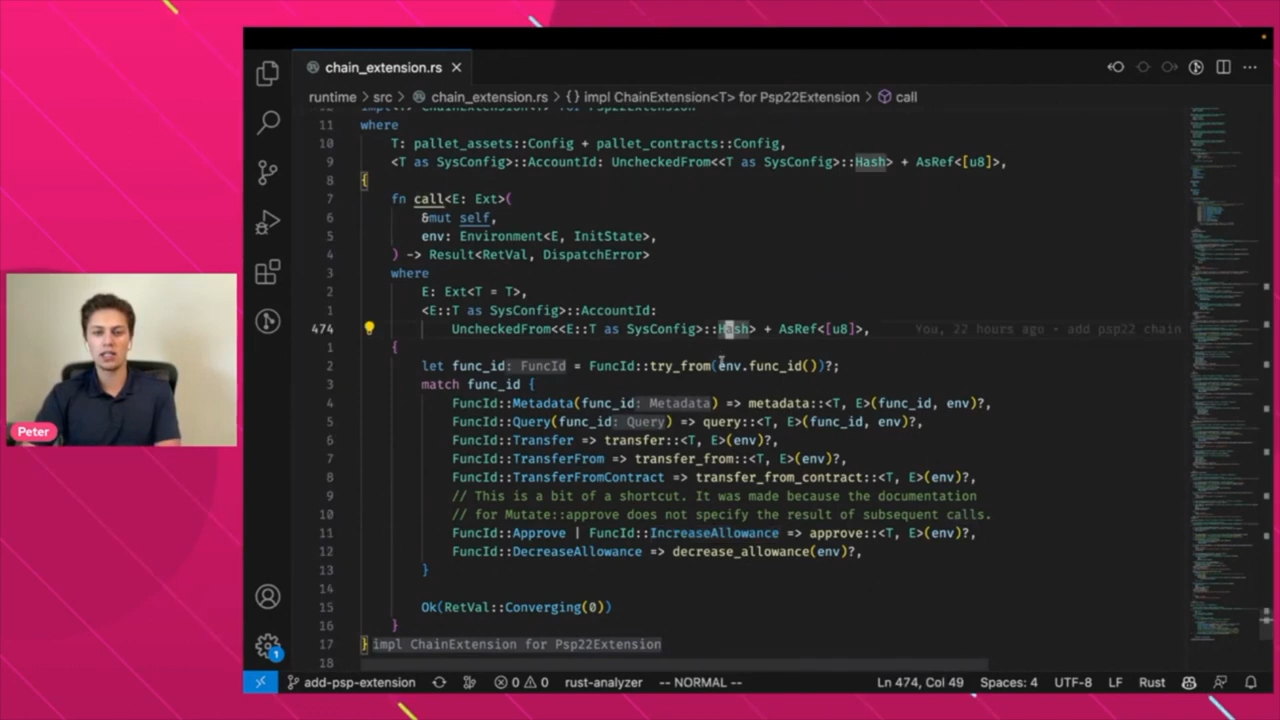 chain_extension.rs
runtime > src > chain_extension.rs > {} impl ChainExtension<T> for Psp22Extension > call
impl<T> ChainExtension<T> for Psp22Extension
11 where
10 T: pallet_assets::Config + pallet_contracts::Config,
9 <T as SysConfig>::AccountId: UncheckedFrom<<T as SysConfig>::Hash> + AsRef<[u8]>,
8 {
7 fn call<E: Ext>(
6 &mut self,
5 env: Environment<E, InitState>,
4 ) -> Result<RetVal, DispatchError>
3 where
2 E: Ext<T = T>,
1 <E::T as SysConfig>::AccountId:
474 UncheckedFrom<<E::T as SysConfig>::Hash> + AsRef<[u8]>, You, 22 hours ago - add psp22 chain
1 {
2 let func_id: FuncId = FuncId::try_from(env.func_id())?;
3 match func_id {
4 FuncId::Metadata(func_id: Metadata) => metadata::<T, E>(func_id, env)?,
5 FuncId::Query(func_id: Query) => query::<T, E>(func_id, env)?,
6 FuncId::Transfer => transfer::<T, E>(env)?,
7 FuncId::TransferFrom => transfer_from::<T, E>(env)?,
8 FuncId::TransferFromContract => transfer_from_contract::<T, E>(env)?,
9 // This is a bit of a shortcut. It was made because the documentation
10 // for Mutate::approve does not specify the result of subsequent calls.
11 FuncId::Approve | FuncId::IncreaseAllowance => approve::<T, E>(env)?,
12 FuncId::DecreaseAllowance => decrease_allowance(env)?,
13 }
14
15 Ok(RetVal::Converging(0))
16 }
17 } impl ChainExtension for Psp22Extension
18
Peter
1
add-psp-extension 0 0 rust-analyzer -- NORMAL -- Ln 474, Col 49 Spaces: 4 UTF-8 LF Rust